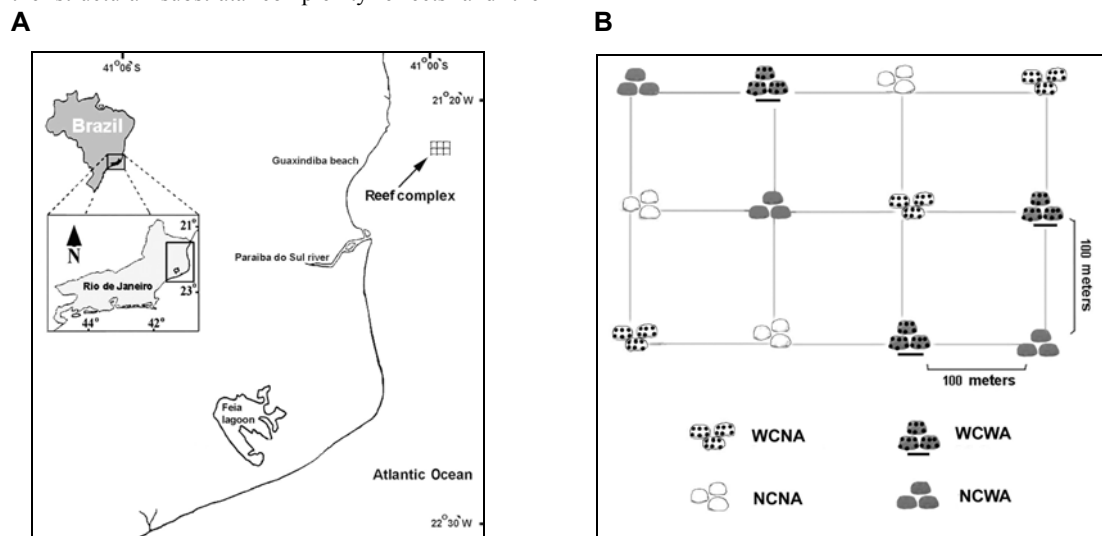 A
B
41°06'S
41°00'S
21°20'W
Brazil
Guaxindiba beach
Reef complex
21°
N
Paraiba do Sul river
Rio de Janeiro
23°
44°
42°
Feia
lagoon
Atlantic Ocean
22°30'W
100 meters
100 meters
WCNA
WCWA
NCNA
NCWA